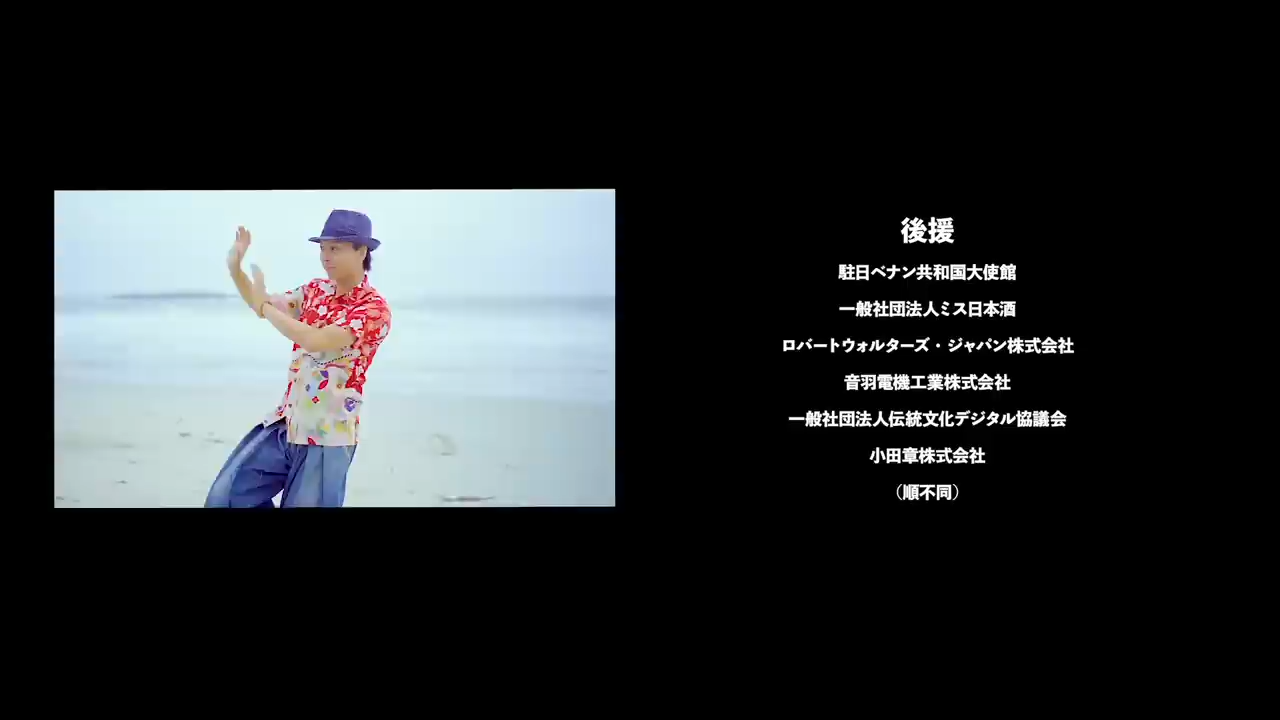 後援
駐日ベナン共和国大使館
一般社団法人ミス日本酒
ロバートウォルターズ・ジャパン株式会社
音羽電機工業株式会社
一般社団法人伝統文化デジタル協議会
小田章株式会社
（順不同）